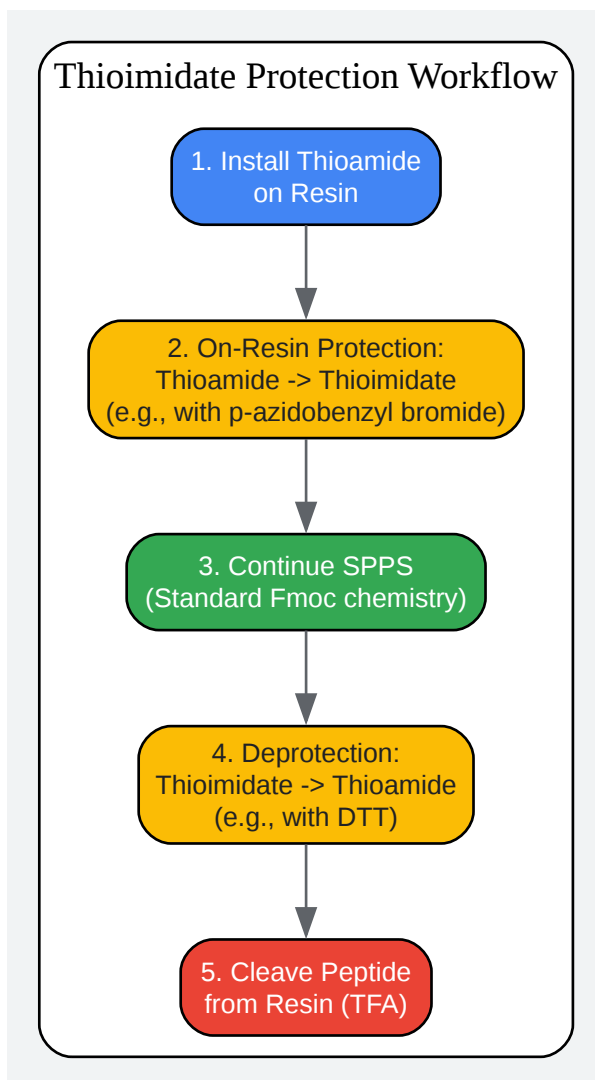 Thioimidate Protection Workflow
1. Install Thioamide
on Resin
2. On-Resin Protection:
Thioamide -> Thioimidate
(e.g., with p-azidobenzyl bromide)
3. Continue SPPS
(Standard Fmoc chemistry)
4. Deprotection:
Thioimidate -> Thioamide
(e.g., with DTT)
5. Cleave Peptide
from Resin (TFA)